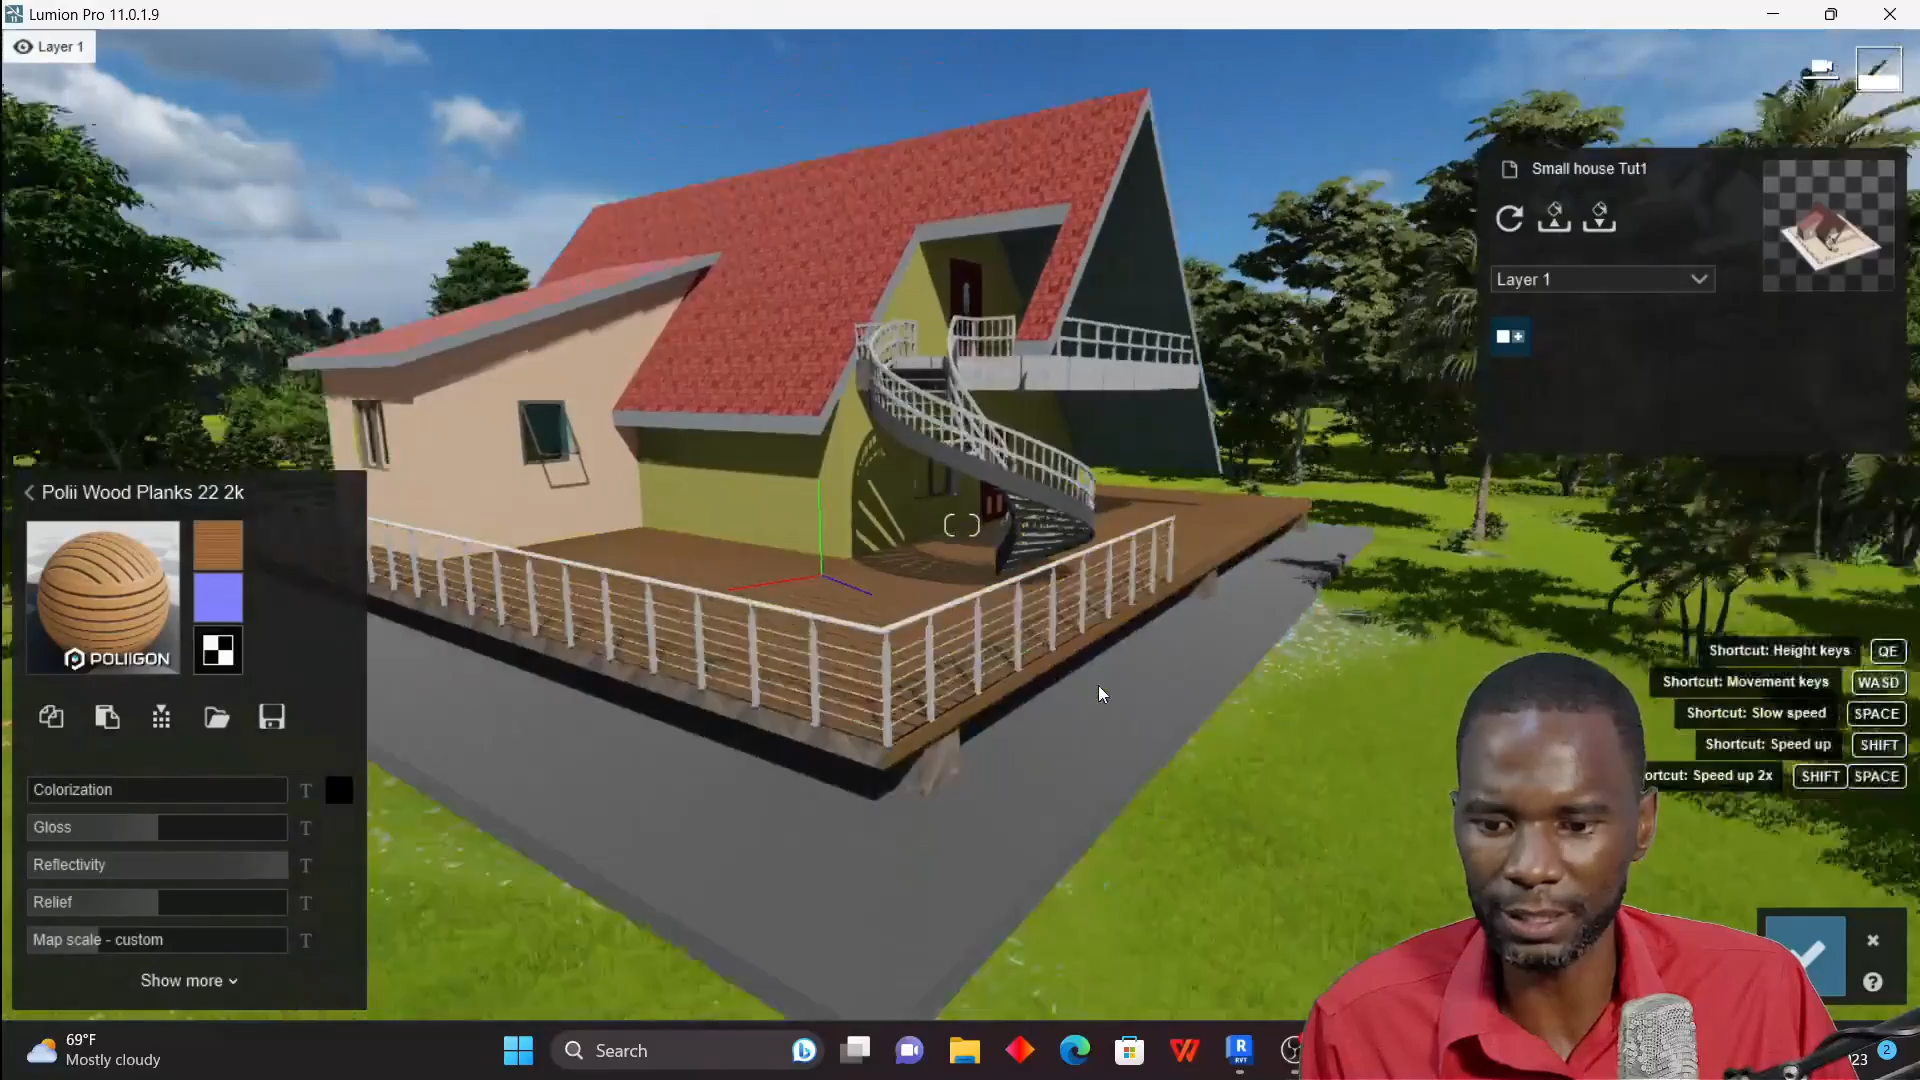 Lumion Pro 11.0.1.9
Layer 1
Small house Tut1
Layer 1
Polii Wood Planks 22 2k
POLIIGON
Shortcut: Height keys QE
Shortcut: Movement keys WASD
Shortcut: Slow speed SPACE
Shortcut: Speed up SHIFT
ortcut: Speed up 2x SHIFT SPACE
Colorization T
Gloss T
Reflectivity T
Relief T
Map scale - custom T
Show more
69°F
Mostly cloudy
Search
R
RVT
23
2